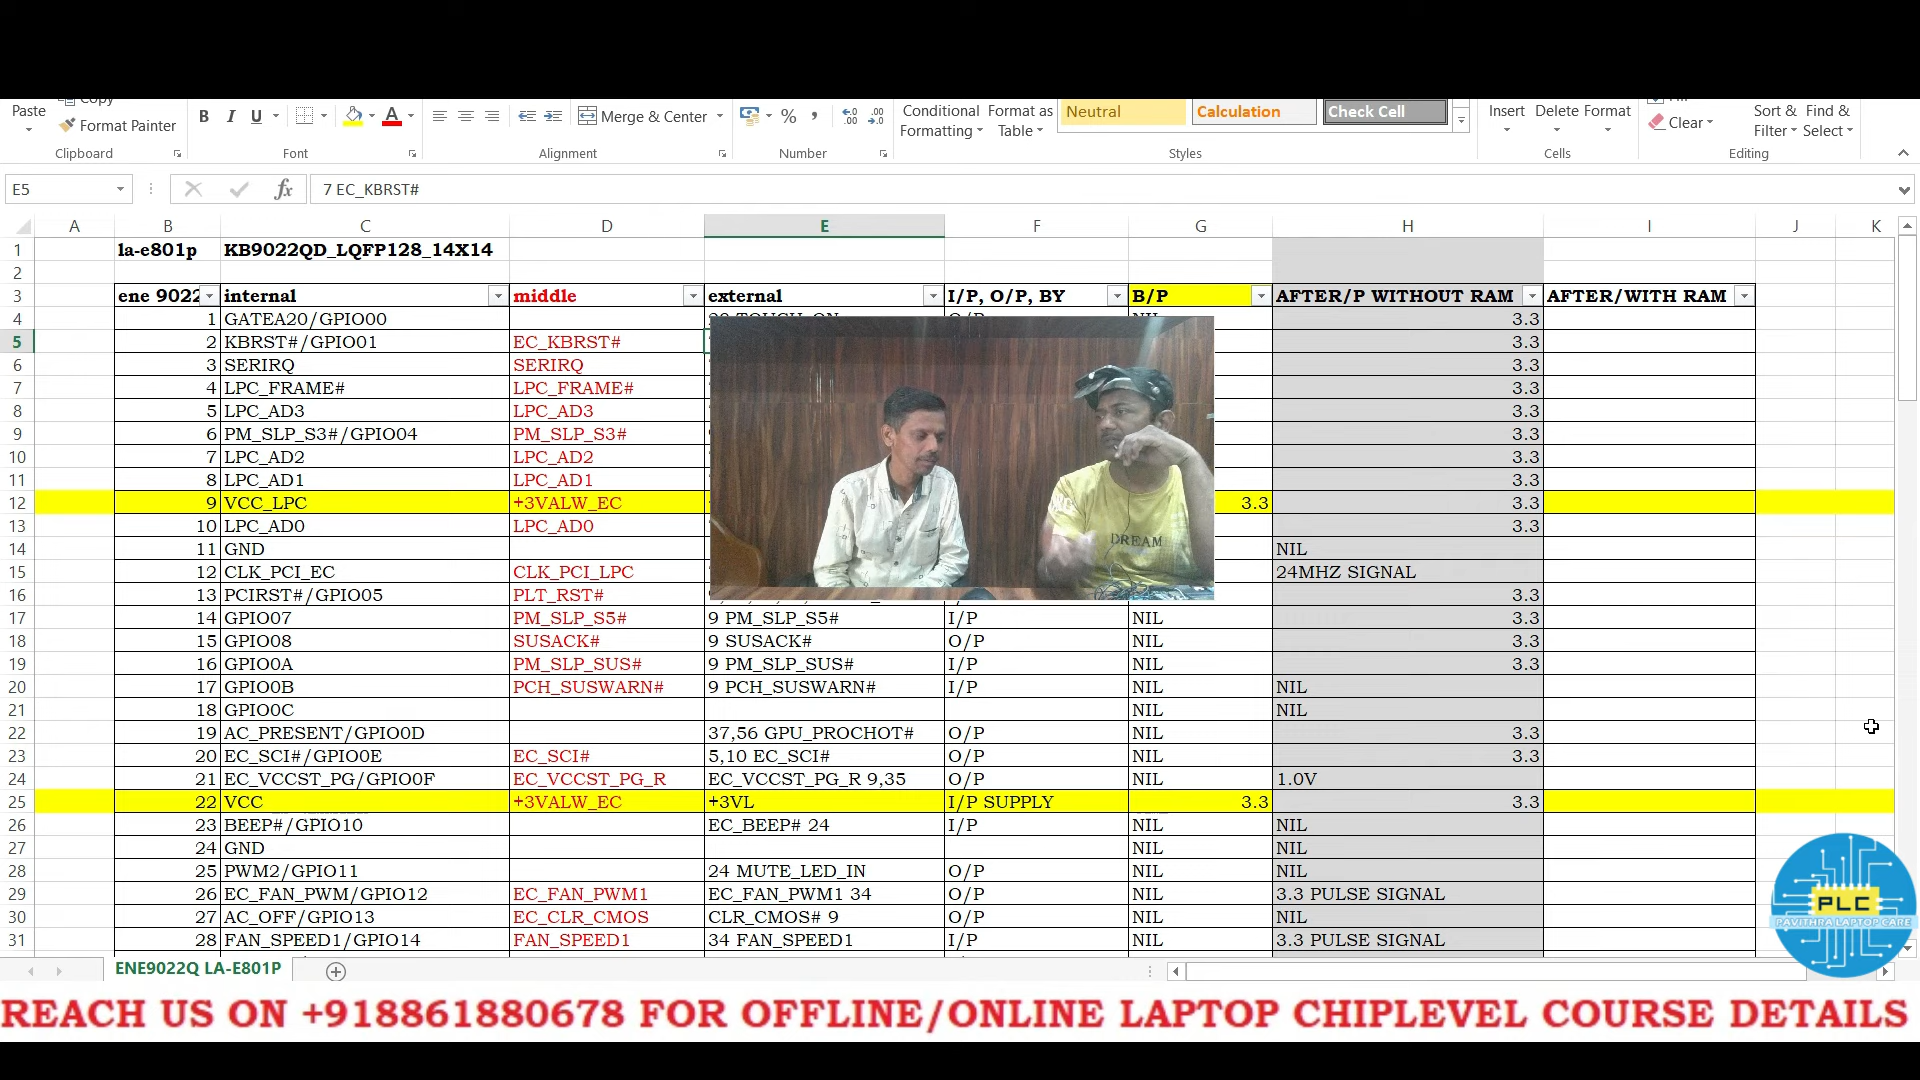 Paste Copy Format Painter Clipboard
B I U Font
Merge & Center Alignment
% , Number
Conditional Formatting Format as Table Neutral Calculation Check Cell Styles
Insert Delete Format Cells
Clear Sort & Filter Find & Select Editing
E5 fx 7 EC_KBRST#
A B C D E F G H I J K
1 la-e801p KB9022QD_LQFP128_14X14
2
3 ene 9022 internal middle external I/P, O/P, BY B/P AFTER/P WITHOUT RAM AFTER/WITH RAM
4 1 GATEA20/GPIO00 3.3
5 2 KBRST#/GPIO01 EC_KBRST# 3.3
6 3 SERIRQ SERIRQ 3.3
7 4 LPC_FRAME# LPC_FRAME# 3.3
8 5 LPC_AD3 LPC_AD3 3.3
9 6 PM_SLP_S3#/GPIO04 PM_SLP_S3# 3.3
10 7 LPC_AD2 LPC_AD2 3.3
11 8 LPC_AD1 LPC_AD1 3.3
12 9 VCC_LPC +3VALW_EC 3.3 3.3
13 10 LPC_AD0 LPC_AD0 3.3
14 11 GND NIL
15 12 CLK_PCI_EC CLK_PCI_LPC 24MHZ SIGNAL
16 13 PCIRST#/GPIO05 PLT_RST# 3.3
17 14 GPIO07 PM_SLP_S5# 9 PM_SLP_S5# I/P NIL 3.3
18 15 GPIO08 SUSACK# 9 SUSACK# O/P NIL 3.3
19 16 GPIO0A PM_SLP_SUS# 9 PM_SLP_SUS# I/P NIL 3.3
20 17 GPIO0B PCH_SUSWARN# 9 PCH_SUSWARN# I/P NIL NIL
21 18 GPIO0C NIL NIL
22 19 AC_PRESENT/GPIO0D 37,56 GPU_PROCHOT# O/P NIL 3.3
23 20 EC_SCI#/GPIO0E EC_SCI# 5,10 EC_SCI# O/P NIL 3.3
24 21 EC_VCCST_PG/GPIO0F EC_VCCST_PG_R EC_VCCST_PG_R 9,35 O/P NIL 1.0V
25 22 VCC +3VALW_EC +3VL I/P SUPPLY 3.3 3.3
26 23 BEEP#/GPIO10 EC_BEEP# 24 I/P NIL NIL
27 24 GND NIL NIL
28 25 PWM2/GPIO11 24 MUTE_LED_IN O/P NIL NIL
29 26 EC_FAN_PWM/GPIO12 EC_FAN_PWM1 EC_FAN_PWM1 34 O/P NIL 3.3 PULSE SIGNAL
30 27 AC_OFF/GPIO13 EC_CLR_CMOS CLR_CMOS# 9 O/P NIL NIL
31 28 FAN_SPEED1/GPIO14 FAN_SPEED1 34 FAN_SPEED1 I/P NIL 3.3 PULSE SIGNAL
DREAM
PLC
PAVITHRA LAPTOP CARE
ENE9022Q LA-E801P
REACH US ON +918861880678 FOR OFFLINE/ONLINE LAPTOP CHIPLEVEL COURSE DETAILS